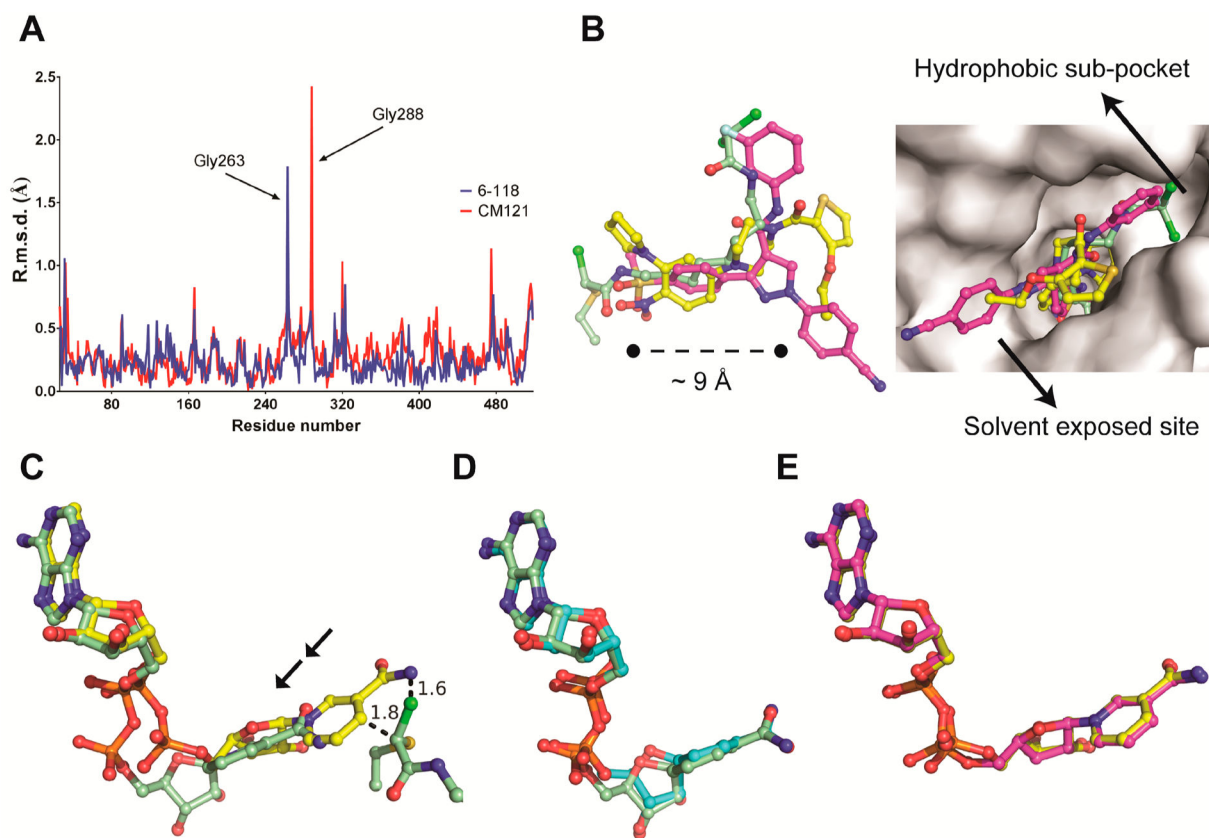 A
R.m.s.d. (Å)
2.5
2.0
1.5
1.0
0.5
0.0
80
160
240
320
400
480
Residue number
Gly263
Gly288
6-118
CM121
B
~ 9 Å
Hydrophobic sub-pocket
Solvent exposed site
C
1.6
1.8
D
E